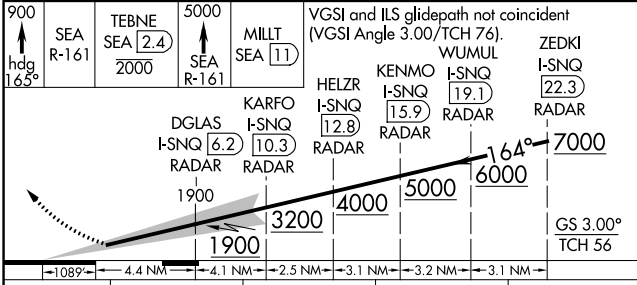 900
hdg
165°
SEA
R-161
TEBNE
SEA 2.4
2000
5000
SEA
R-161
MILLT
SEA 11
VGSI and ILS glidepath not coincident
(VGSI Angle 3.00/TCH 76).
ZEDKI
I-SNQ
22.3
RADAR
WUMUL
I-SNQ
19.1
RADAR
KENMO
I-SNQ
15.9
RADAR
HELZR
I-SNQ
12.8
RADAR
KARFO
I-SNQ
10.3
RADAR
DGLAS
I-SNQ 6.2
RADAR
1900
164°
7000
6000
5000
4000
3200
1900
GS 3.00°
TCH 56
1089'
4.4 NM
4.1 NM
2.5 NM
3.1 NM
3.2 NM
3.1 NM